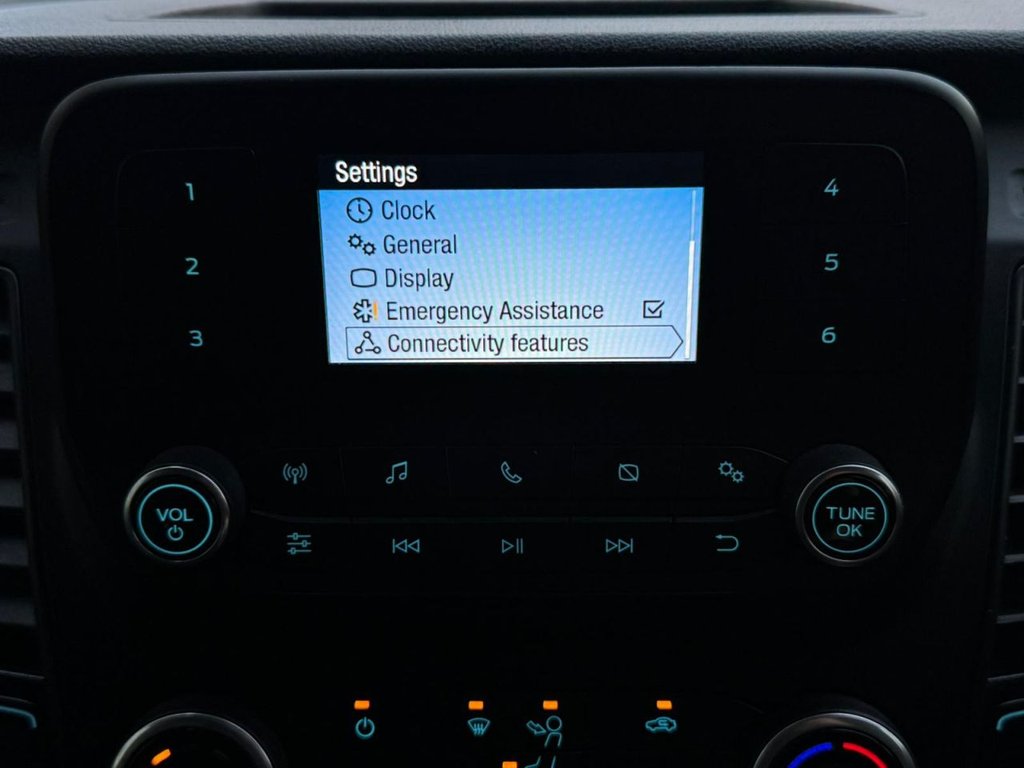 Settings
Clock
General
Display
Emergency Assistance
Connectivity features
1
2
3
4
5
6
VOL
TUNE
OK